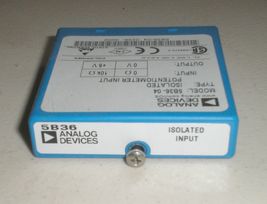 5B36
ANALOG
DEVICES
ISOLATED
INPUT
ANALOG
DEVICES
MODEL: 5B36-04
TYPE: ISOLATED
POTENTIOMETER INPUT
INPUT: 0 Ω 10k Ω
OUTPUT: 0 V +5 V